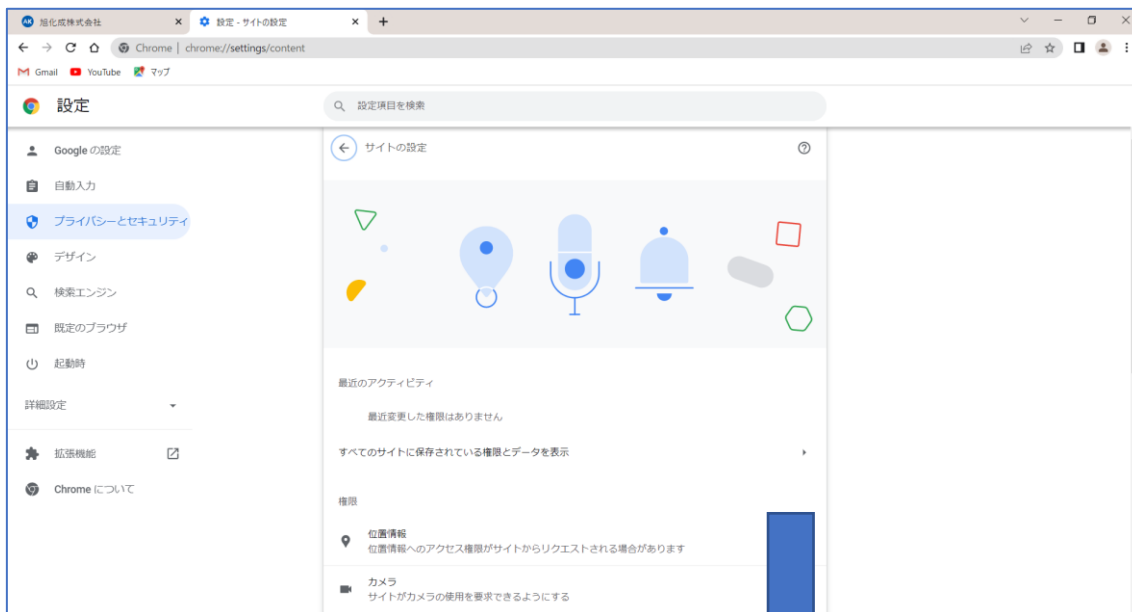 AK 旭化成株式会社
設定 - サイトの設定
Chrome | chrome://settings/content
Gmail YouTube マップ
設定
設定項目を検索
Google の設定
自動入力
プライバシーとセキュリティ
デザイン
検索エンジン
既定のブラウザ
起動時
詳細設定
拡張機能
Chrome について
サイトの設定
最近のアクティビティ
最近変更した権限はありません
すべてのサイトに保存されている権限とデータを表示
権限
位置情報
位置情報へのアクセス権限がサイトからリクエストされる場合があります
カメラ
サイトがカメラの使用を要求できるようにする